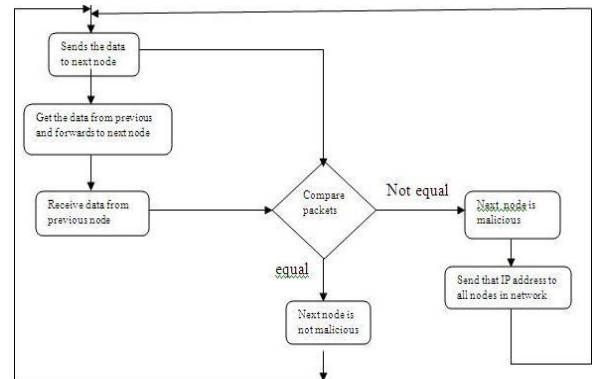 Sends the data
to next node
Get the data from previous
and forwards to next node
Receive data from
previous node
Compare
packets
Not equal
Next node is
malicious
equal
Send that IP address to
all nodes in network
Next node is
not malicious